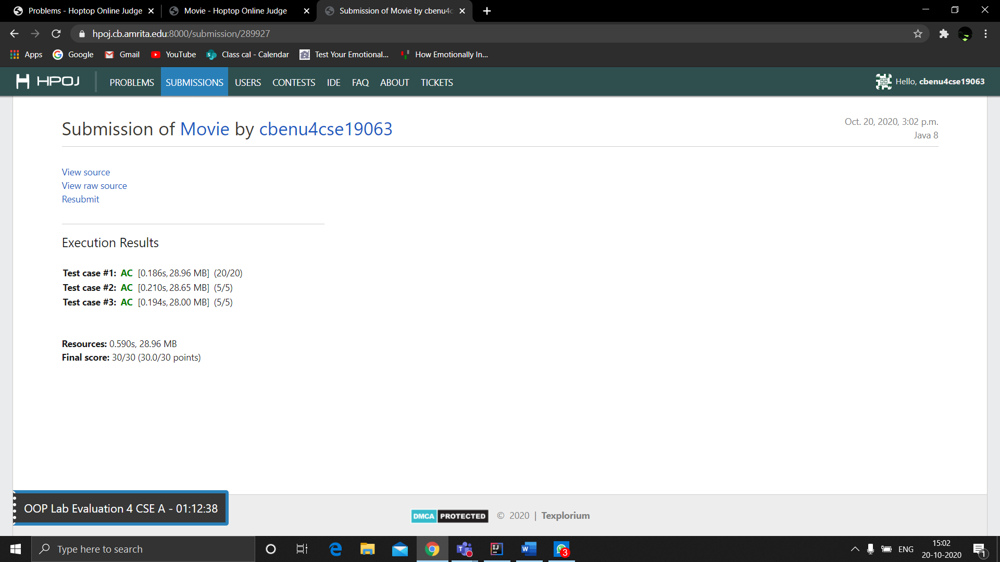 Problems - Hoptop Online Judge
Movie - Hoptop Online Judge
Submission of Movie by cbenu4c
hpoj.cb.amrita.edu:8000/submission/289927
Apps
Google
Gmail
YouTube
Class cal - Calendar
Test Your Emotional...
How Emotionally In...
HPOJ
PROBLEMS
SUBMISSIONS
USERS
CONTESTS
IDE
FAQ
ABOUT
TICKETS
Hello, cbenu4cse19063
Submission of Movie by cbenu4cse19063
Oct. 20, 2020, 3:02 p.m.
Java 8
View source
View raw source
Resubmit
Execution Results
Test case #1: AC [0.186s, 28.96 MB] (20/20)
Test case #2: AC [0.210s, 28.65 MB] (5/5)
Test case #3: AC [0.194s, 28.00 MB] (5/5)
Resources: 0.590s, 28.96 MB
Final score: 30/30 (30.0/30 points)
OOP Lab Evaluation 4 CSE A - 01:12:38
DMCA PROTECTED © 2020 | Texplorium
Type here to search
3
ENG
15:02
20-10-2020
1